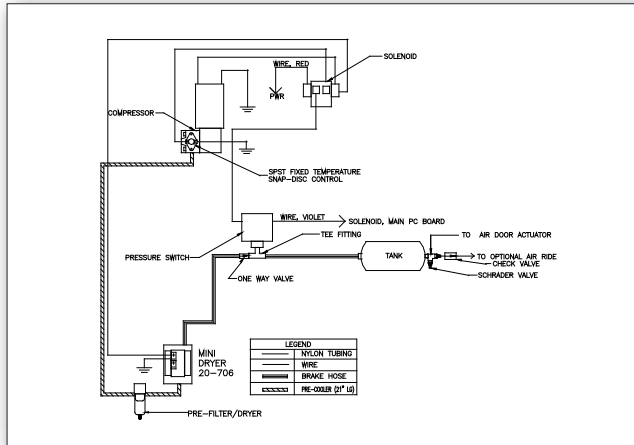 SOLENOID
WIRE, RED
PWR
COMPRESSOR
SPST FIXED TEMPERATURE
SNAP-DISC CONTROL
WIRE, VIOLET
SOLENOID, MAIN PC BOARD
TEE FITTING
TO AIR DOOR ACTUATOR
PRESSURE SWITCH
TANK
TO OPTIONAL AIR RIDE
CHECK VALVE
SCHRADER VALVE
ONE WAY VALVE
MINI
DRYER
20-706
LEGEND
NYLON TUBING
WIRE
BRAKE HOSE
PRE-COOLER (21" LG)
PRE-FILTER/DRYER